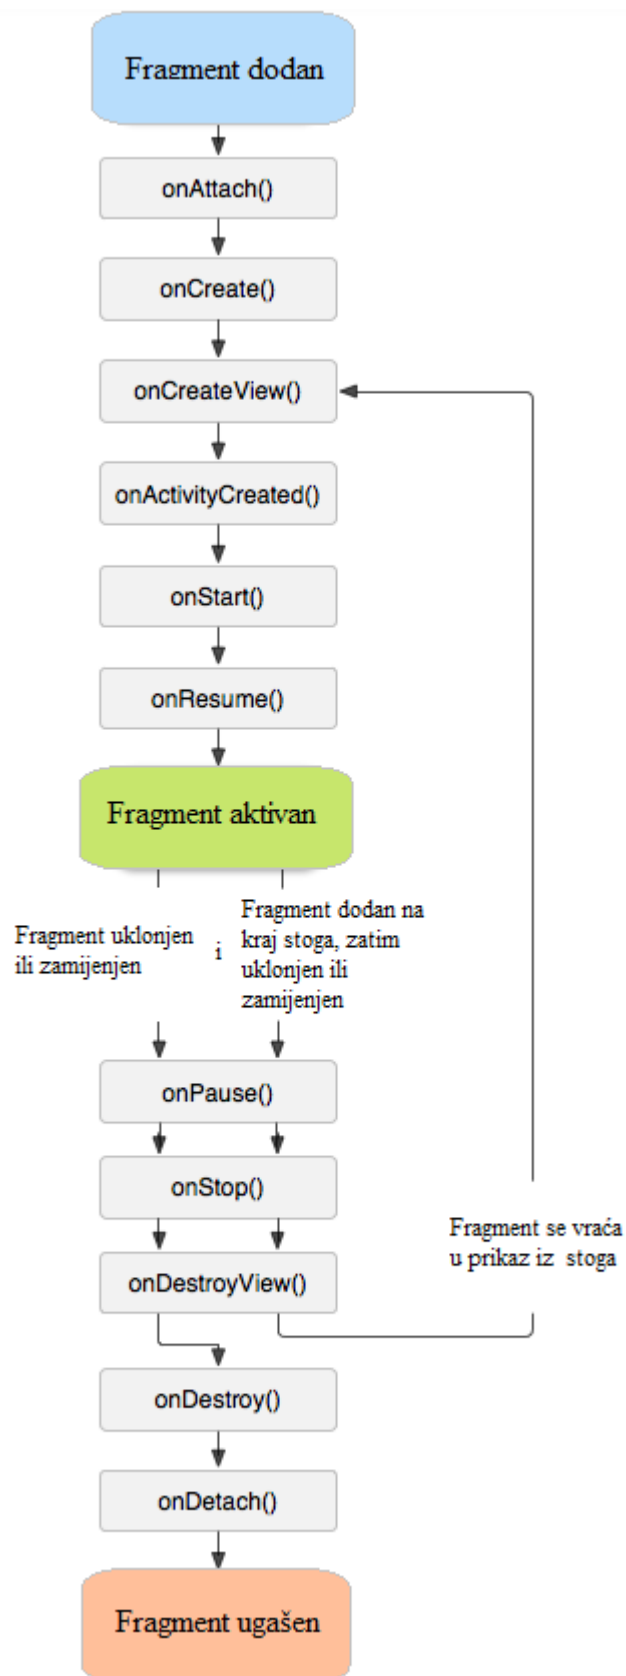 Fragment dodan
onAttach()
onCreate()
onCreateView()
onActivityCreated()
onStart()
onResume()
Fragment aktivan
Fragment uklonjen
ili zamijenjen
i
Fragment dodan na
kraj stoga, zatim
uklonjen ili
zamijenjen
onPause()
onStop()
onDestroyView()
Fragment se vraća
u prikaz iz stoga
onDestroy()
onDetach()
Fragment ugašen